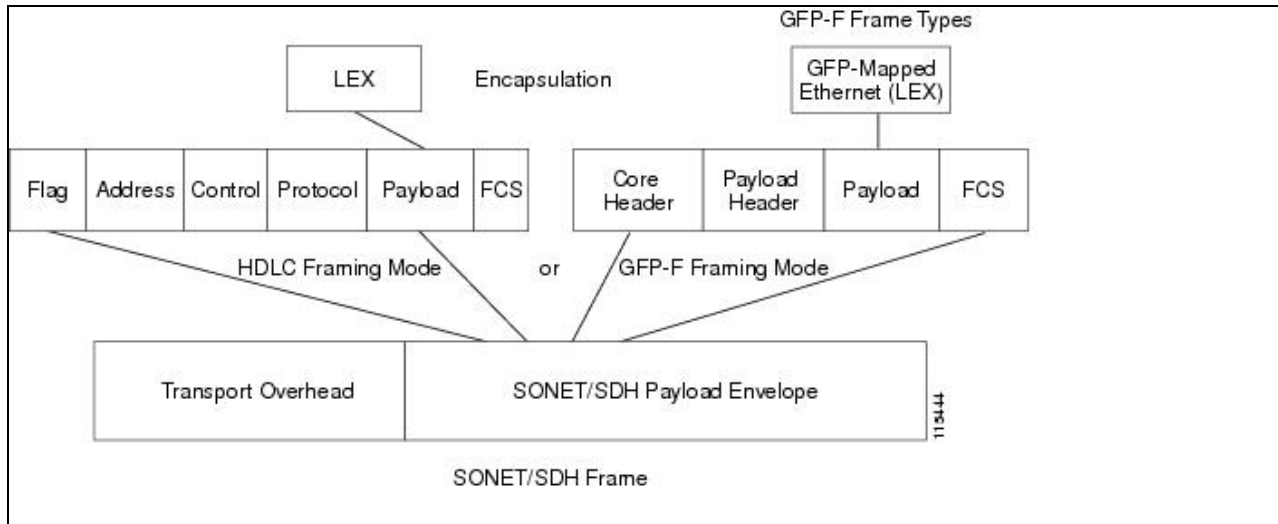 GFP-F Frame Types
LEX
Encapsulation
GFP-Mapped
Ethernet (LEX)
Flag Address Control Protocol Payload FCS
Core
Header
Payload
Header
Payload
FCS
HDLC Framing Mode or GFP-F Framing Mode
Transport Overhead
SONET/SDH Payload Envelope
115444
SONET/SDH Frame